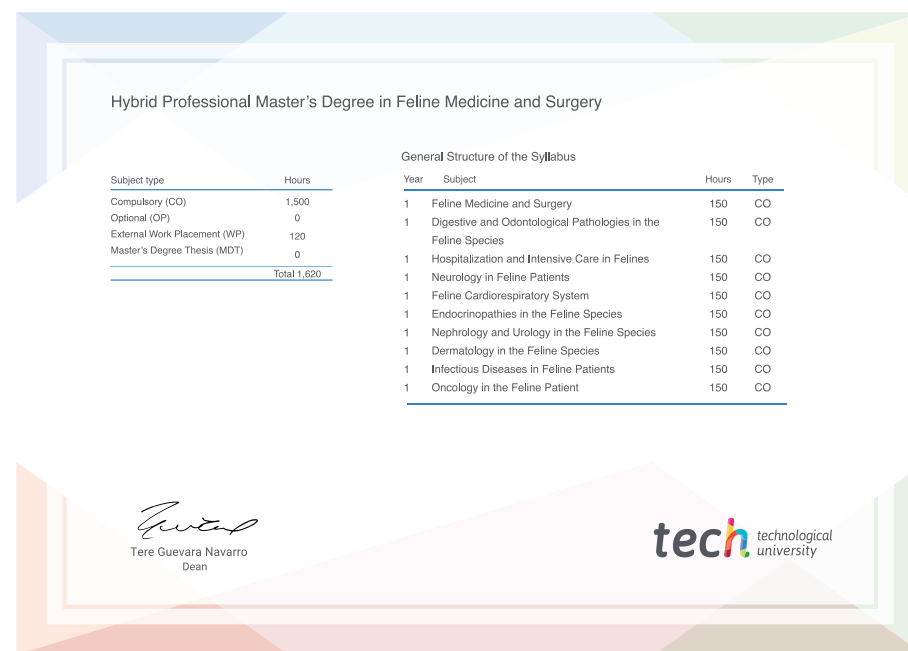 Hybrid Professional Master's Degree in Feline Medicine and Surgery
Subject type Hours
Compulsory (CO) 1,500
Optional (OP) 0
External Work Placement (WP) 120
Master's Degree Thesis (MDT) 0
Total 1,620
General Structure of the Syllabus
Year Subject Hours Type
1 Feline Medicine and Surgery 150 CO
1 Digestive and Odontological Pathologies in the 150 CO
Feline Species
1 Hospitalization and Intensive Care in Felines 150 CO
1 Neurology in Feline Patients 150 CO
1 Feline Cardiorespiratory System 150 CO
1 Endocrinopathies in the Feline Species 150 CO
1 Nephrology and Urology in the Feline Species 150 CO
1 Dermatology in the Feline Species 150 CO
1 Infectious Diseases in Feline Patients 150 CO
1 Oncology in the Feline Patient 150 CO
Tere Guevara Navarro
Dean
tech technological
university